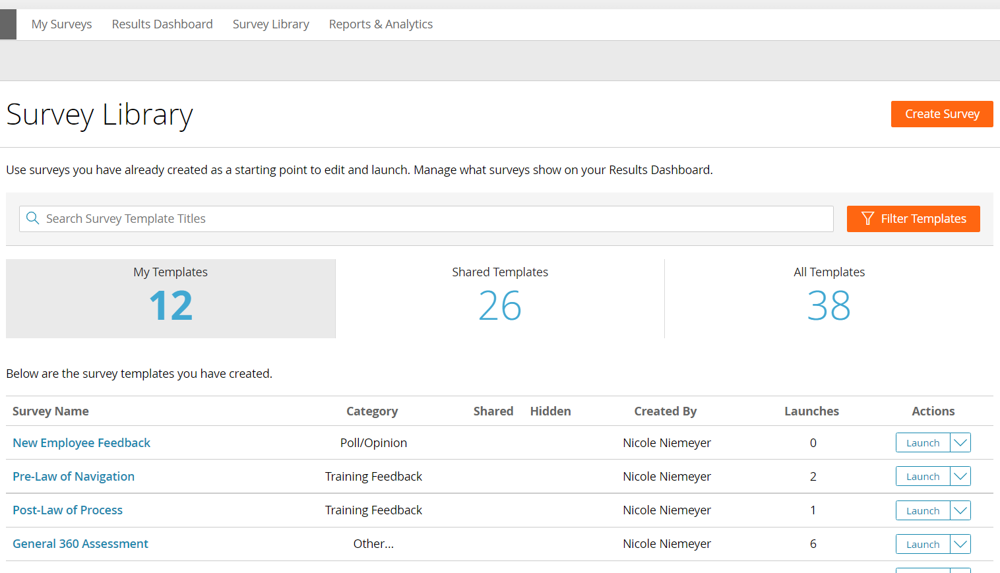 My Surveys Results Dashboard Survey Library Reports & Analytics
Survey Library
Create Survey
Use surveys you have already created as a starting point to edit and launch. Manage what surveys show on your Results Dashboard.
Search Survey Template Titles
Filter Templates
My Templates Shared Templates All Templates
12 26 38
Below are the survey templates you have created.
Survey Name Category Shared Hidden Created By Launches Actions
New Employee Feedback Poll/Opinion Nicole Niemeyer 0 Launch
Pre-Law of Navigation Training Feedback Nicole Niemeyer 2 Launch
Post-Law of Process Training Feedback Nicole Niemeyer 1 Launch
General 360 Assessment Other... Nicole Niemeyer 6 Launch